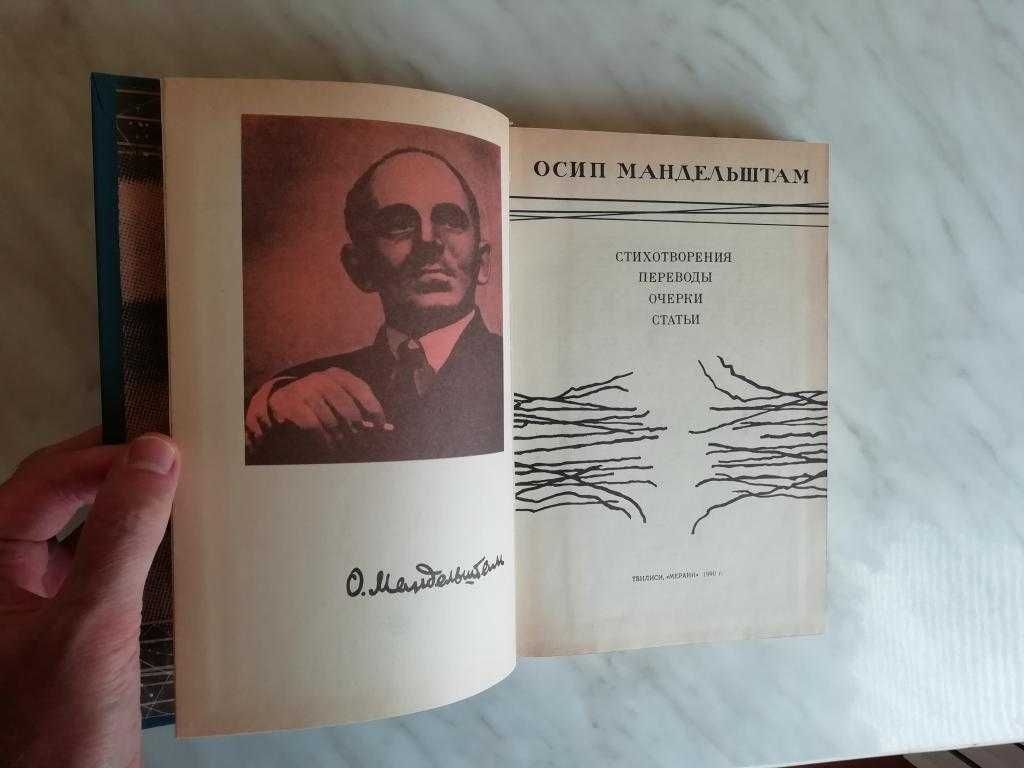 О. Мандельштам
ОСИП МАНДЕЛЬШТАМ
СТИХОТВОРЕНИЯ
ПЕРЕВОДЫ
ОЧЕРКИ
СТАТЬИ
ТБИЛИСИ, «МЕРАНИ» 1990 г.